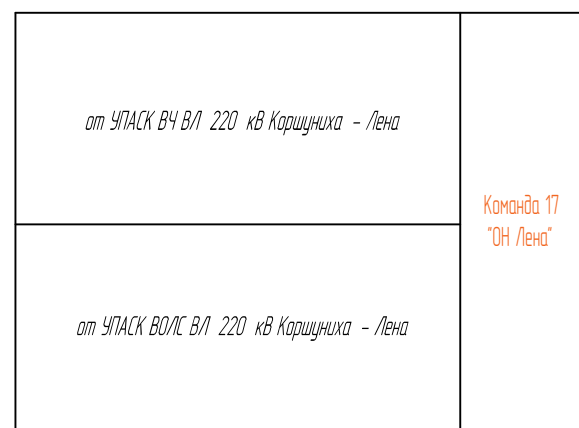 от УПАСК ВЧ ВЛ 220 кВ Коршуниха - Лена
Команда 17
"ОН Лена"
от УПАСК ВОЛС ВЛ 220 кВ Коршуниха - Лена